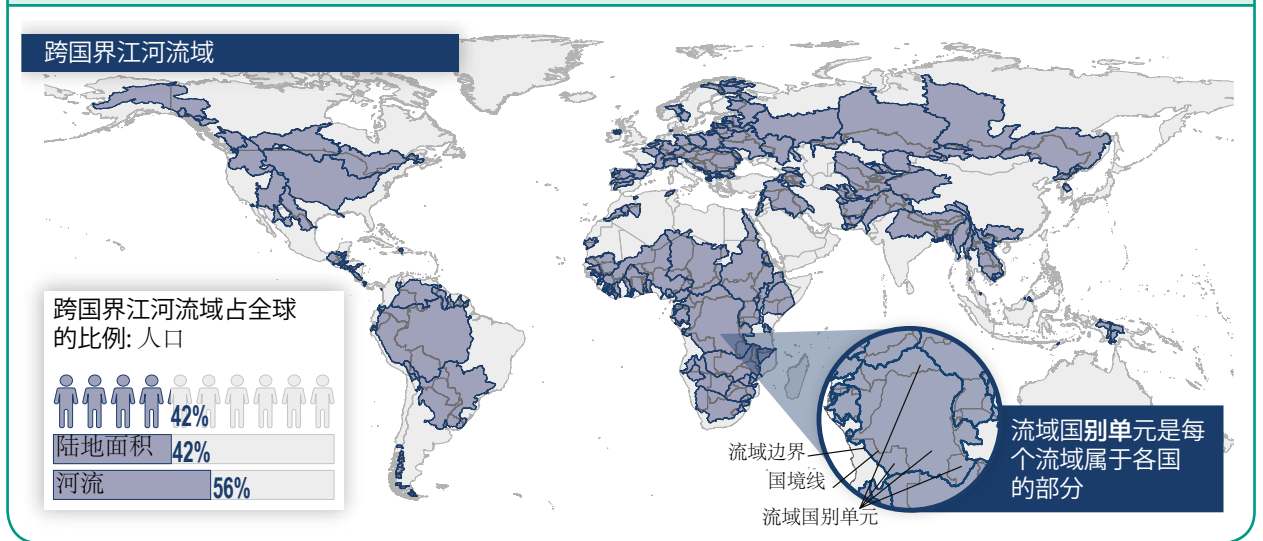 跨国界江河流域
跨国界江河流域占全球
的比例: 人口
42%
陆地面积 42%
河流 56%
流域边界
国境线
流域国别单元
流域国别单元是每
个流域属于各国
的部分